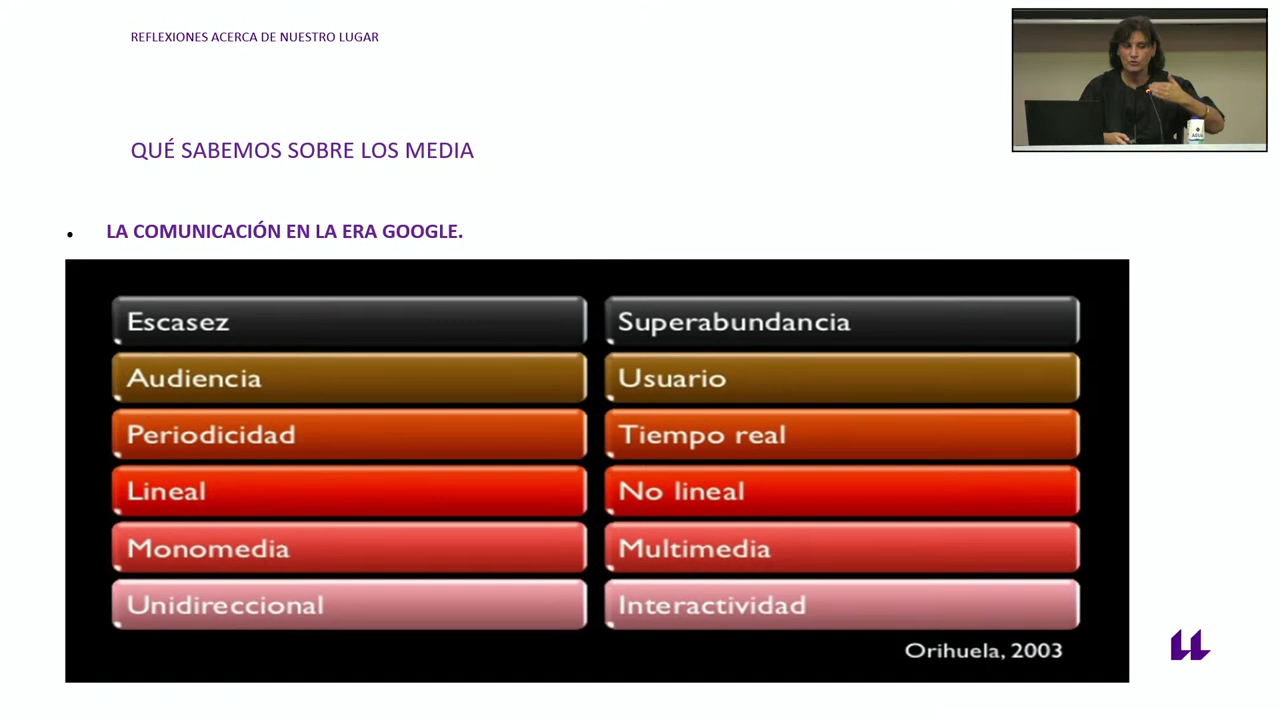 REFLEXIONES ACERCA DE NUESTRO LUGAR
QUÉ SABEMOS SOBRE LOS MEDIA
• LA COMUNICACIÓN EN LA ERA GOOGLE.
Escasez Superabundancia
Audiencia Usuario
Periodicidad Tiempo real
Lineal No lineal
Monomedia Multimedia
Unidireccional Interactividad
Orihuela, 2003
AGUA